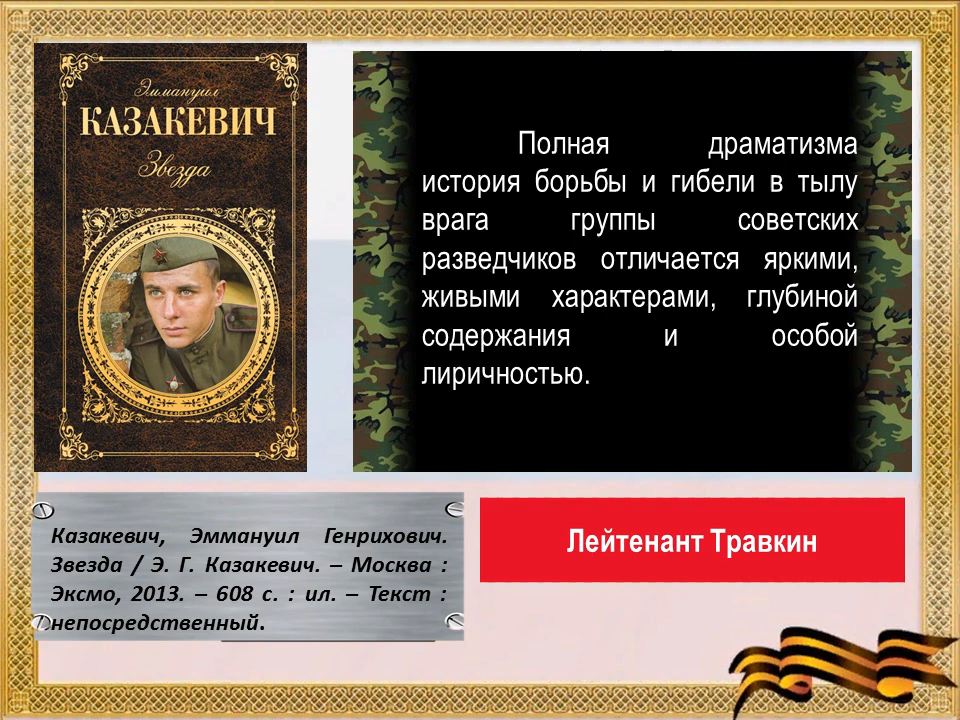 Эммануил
КАЗАКЕВИЧ
Звезда
Полная драматизма
история борьбы и гибели в тылу
врага группы советских
разведчиков отличается яркими,
живыми характерами, глубиной
содержания и особой
лиричностью.
Казакевич, Эммануил Генрихович.
Звезда / Э. Г. Казакевич. – Москва :
Эксмо, 2013. – 608 с. : ил. – Текст :
непосредственный.
Лейтенант Травкин